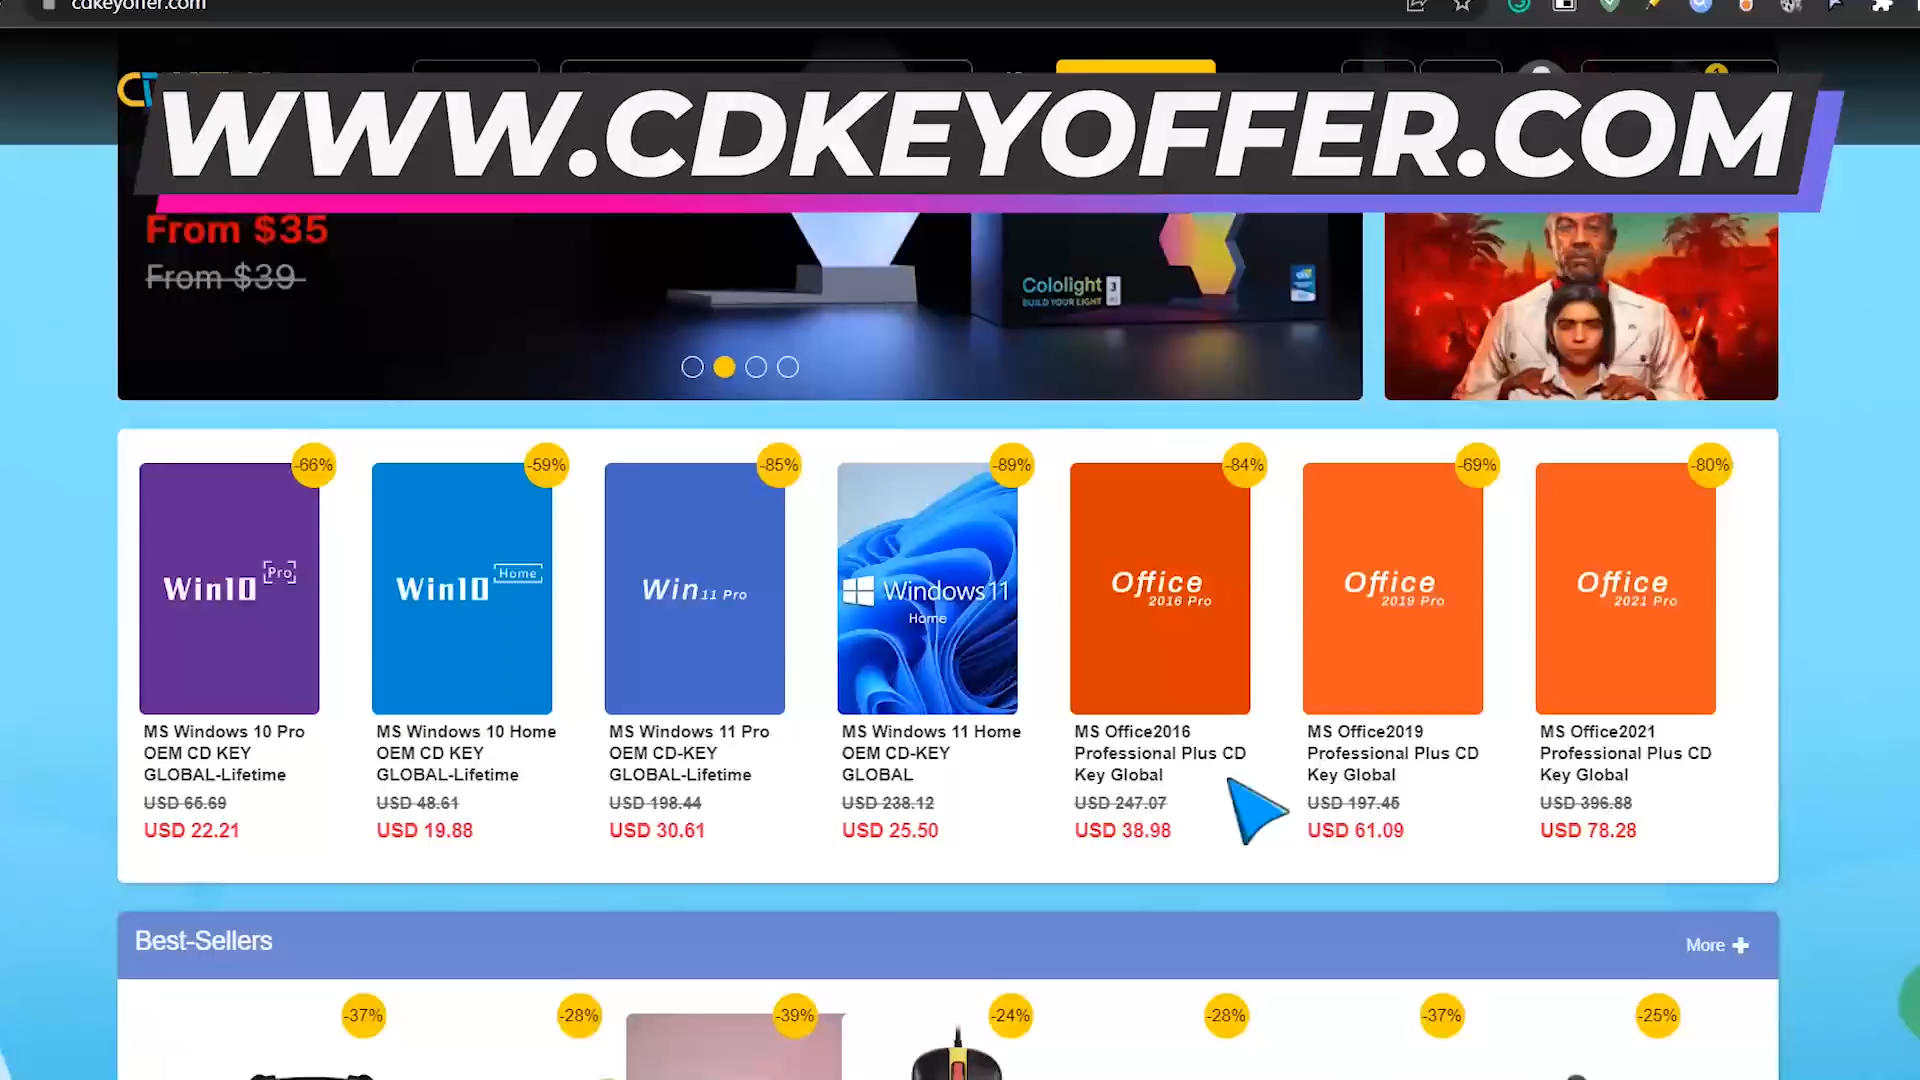 cdkeyoffer.com
WWW.CDKEYOFFER.COM
From $35
From $39
Cololight 3
BUILD YOUR LIGHT
-66%
-59%
-85%
-89%
-84%
-69%
-80%
Win10 Pro
Win10 Home
Win 11 Pro
Windows 11
Home
Office
2016 Pro
Office
2019 Pro
Office
2021 Pro
MS Windows 10 Pro
OEM CD KEY
GLOBAL-Lifetime
USD 65.69
USD 22.21
MS Windows 10 Home
OEM CD KEY
GLOBAL-Lifetime
USD 48.61
USD 19.88
MS Windows 11 Pro
OEM CD-KEY
GLOBAL-Lifetime
USD 198.44
USD 30.61
MS Windows 11 Home
OEM CD-KEY
GLOBAL
USD 238.12
USD 25.50
MS Office2016
Professional Plus CD
Key Global
USD 247.07
USD 38.98
MS Office2019
Professional Plus CD
Key Global
USD 197.45
USD 61.09
MS Office2021
Professional Plus CD
Key Global
USD 396.88
USD 78.28
Best-Sellers
More
-37%
-28%
-39%
-24%
-28%
-37%
-25%